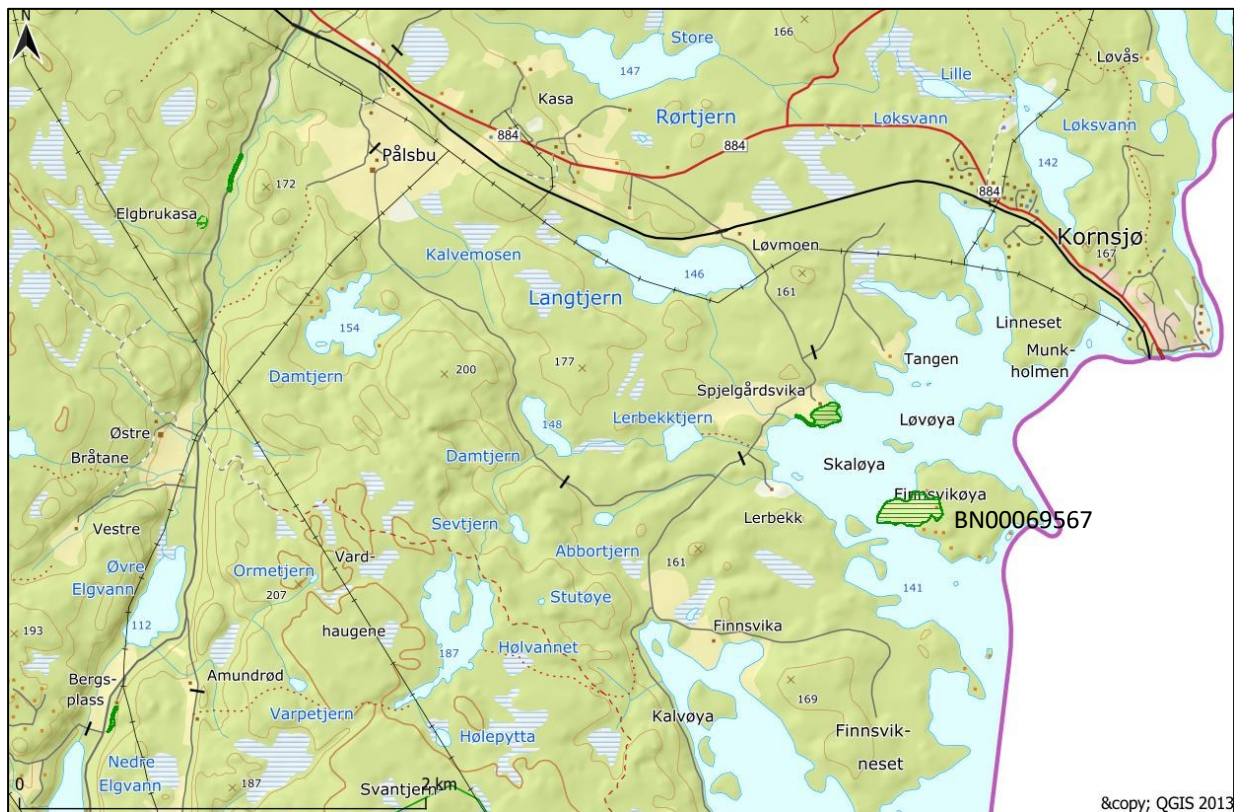 N
Store
166
Løvås
147
Lille
Kasa
Rørtjern
Løksvann
Løksvann
884
884
142
Pålsbu
172
884
Elgbrukasa
Løvmoen
Kornsjø
167
Kalvemosen
146
161
Langtjern
154
Linneset
Munk-
holmen
Tangen
177
200
Damtjern
Spjelgårdsvika
148
Lerbekktjern
Løvøya
Østre
Bråtane
Damtjern
Skaløya
Finnsvikøya
BN00069567
Vestre
Sevtjern
Lerbekk
Abbortjern
Vard-
haugene
Øvre
Elgvann
Ormetjern
207
161
141
Stutøye
112
193
Finnsvika
Hølvannet
187
Bergs-
plass
Amundrød
169
Varpetjern
Kalvøya
Finnsvik-
neset
Hølepytta
Nedre
Elgvann
187
Svantjern
0
2 km
&copy; QGIS 2013